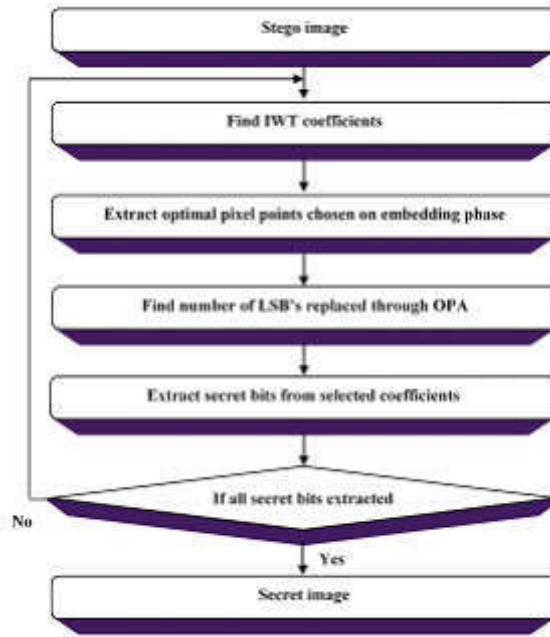 Stego image
Find IWT coefficients
Extract optimal pixel points chosen on embedding phase
Find number of LSB's replaced through OPA
Extract secret bits from selected coefficients
If all secret bits extracted
No
Yes
Secret image